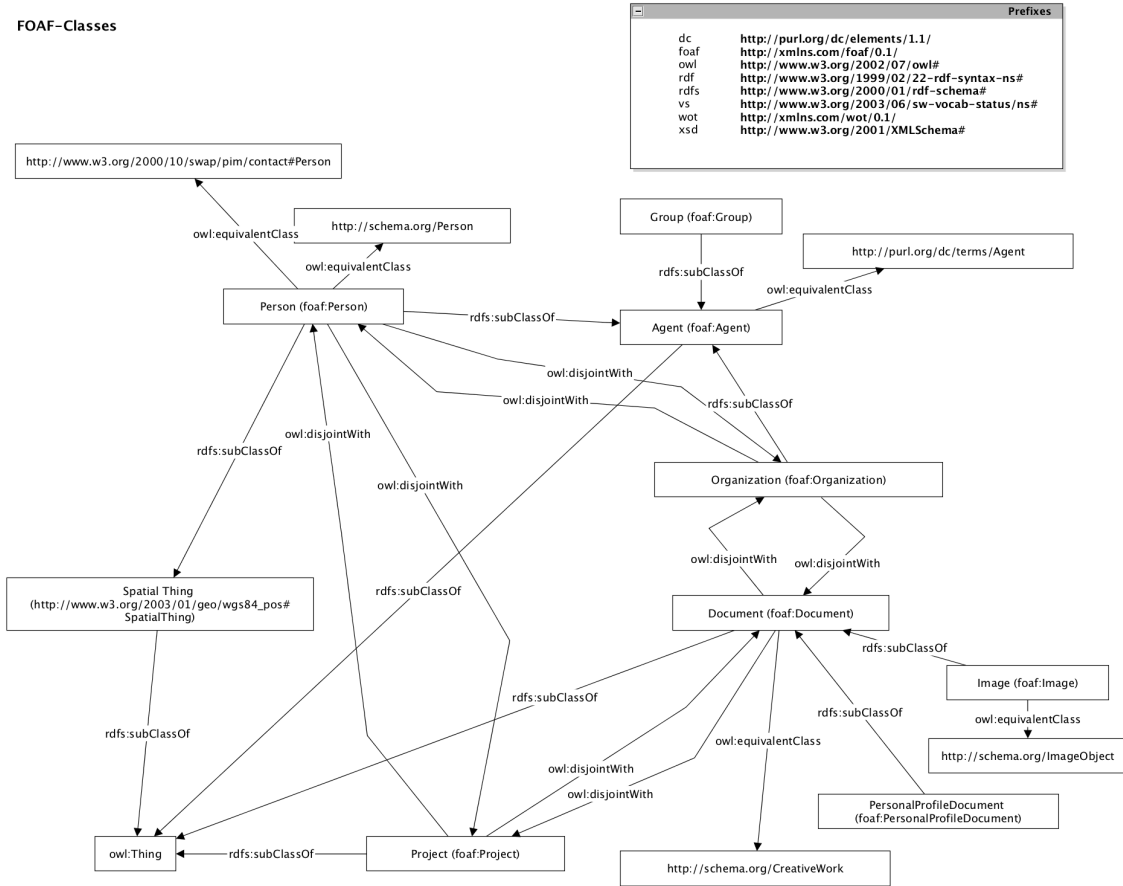 FOAF-Classes
Prefixes
dc http://purl.org/dc/elements/1.1/
foaf http://xmlns.com/foaf/0.1/
owl http://www.w3.org/2002/07/owl#
rdf http://www.w3.org/1999/02/22-rdf-syntax-ns#
rdfs http://www.w3.org/2000/01/rdf-schema#
vs http://www.w3.org/2003/06/sw-vocab-status/ns#
wot http://xmlns.com/wot/0.1/
xsd http://www.w3.org/2001/XMLSchema#
http://www.w3.org/2000/10/swap/pim/contact#Person
Group (foaf:Group)
http://schema.org/Person
owl:equivalentClass
http://purl.org/dc/terms/Agent
owl:equivalentClass
rdfs:subClassOf
owl:equivalentClass
Person (foaf:Person)
rdfs:subClassOf
Agent (foaf:Agent)
owl:disjointWith
owl:disjointWith
rdfs:subClassOf
owl:disjointWith
rdfs:subClassOf
Organization (foaf:Organization)
owl:disjointWith
owl:disjointWith
owl:disjointWith
Spatial Thing
(http://www.w3.org/2003/01/geo/wgs84_pos#
SpatialThing)
rdfs:subClassOf
Document (foaf:Document)
rdfs:subClassOf
Image (foaf:Image)
rdfs:subClassOf
rdfs:subClassOf
owl:equivalentClass
rdfs:subClassOf
owl:equivalentClass
http://schema.org/ImageObject
owl:disjointWith
owl:disjointWith
PersonalProfileDocument
(foaf:PersonalProfileDocument)
owl:Thing
rdfs:subClassOf
Project (foaf:Project)
http://schema.org/CreativeWork